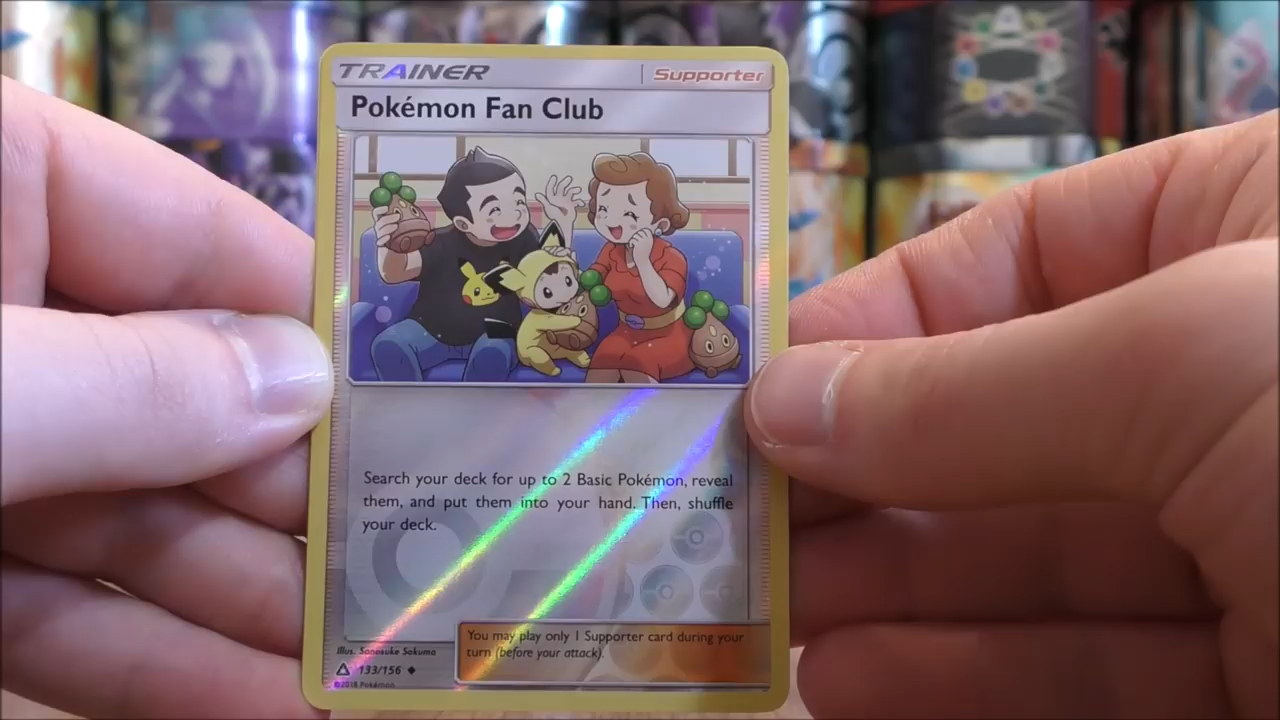 TRAINER
Supporter
Pokémon Fan Club
Search your deck for up to 2 Basic Pokémon, reveal
them, and put them into your hand. Then, shuffle
your deck.
You may play only 1 Supporter card during your
turn (before your attack).
Illus. Sanosuke Sakuma
133/156
©2018 Pokémon